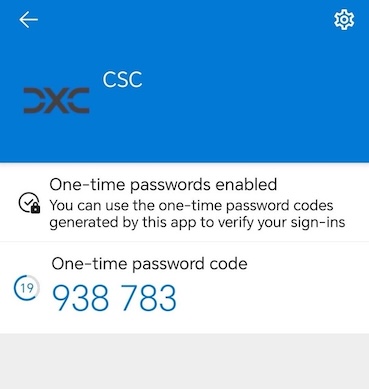 CSC
DXC
One-time passwords enabled
You can use the one-time password codes
generated by this app to verify your sign-ins
One-time password code
19
938 783